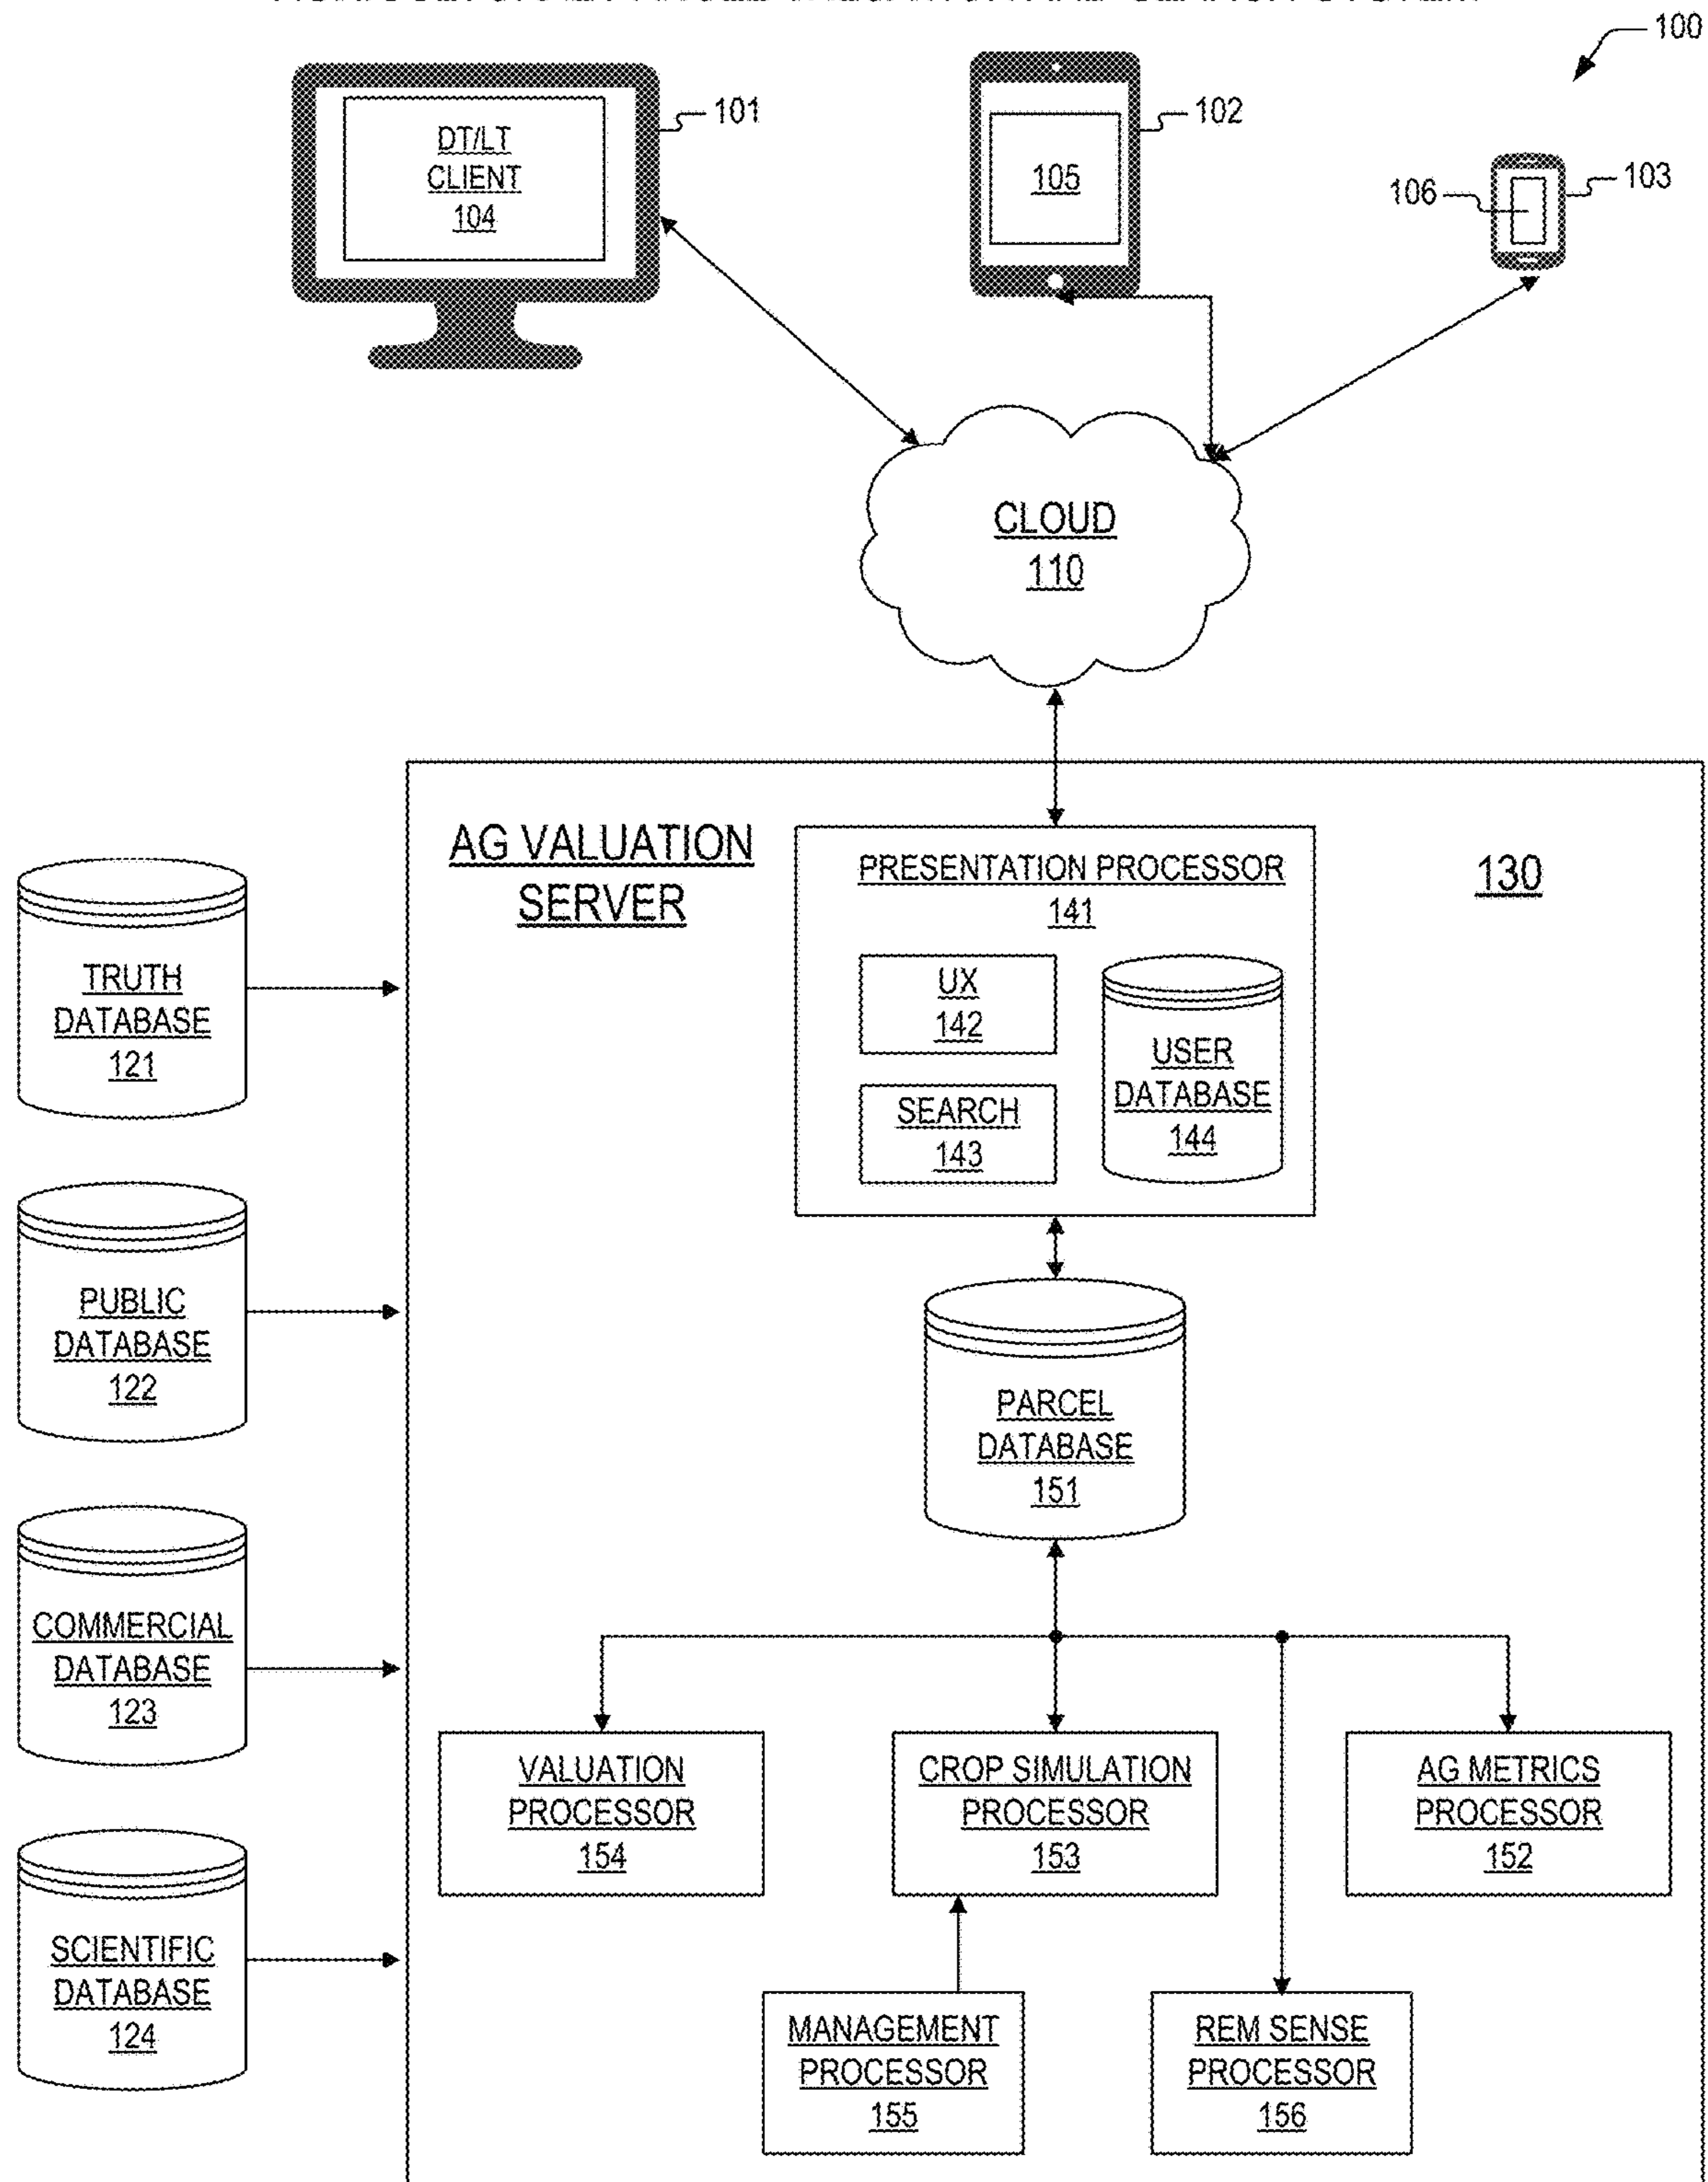 100
101
102
103
DT/LT
CLIENT
104
105
106
CLOUD
110
AG VALUATION
SERVER
130
PRESENTATION PROCESSOR
141
UX
142
SEARCH
143
USER
DATABASE
144
TRUTH
DATABASE
121
PUBLIC
DATABASE
122
COMMERCIAL
DATABASE
123
SCIENTIFIC
DATABASE
124
PARCEL
DATABASE
151
VALUATION
PROCESSOR
154
CROP SIMULATION
PROCESSOR
153
AG METRICS
PROCESSOR
152
MANAGEMENT
PROCESSOR
155
REM SENSE
PROCESSOR
156